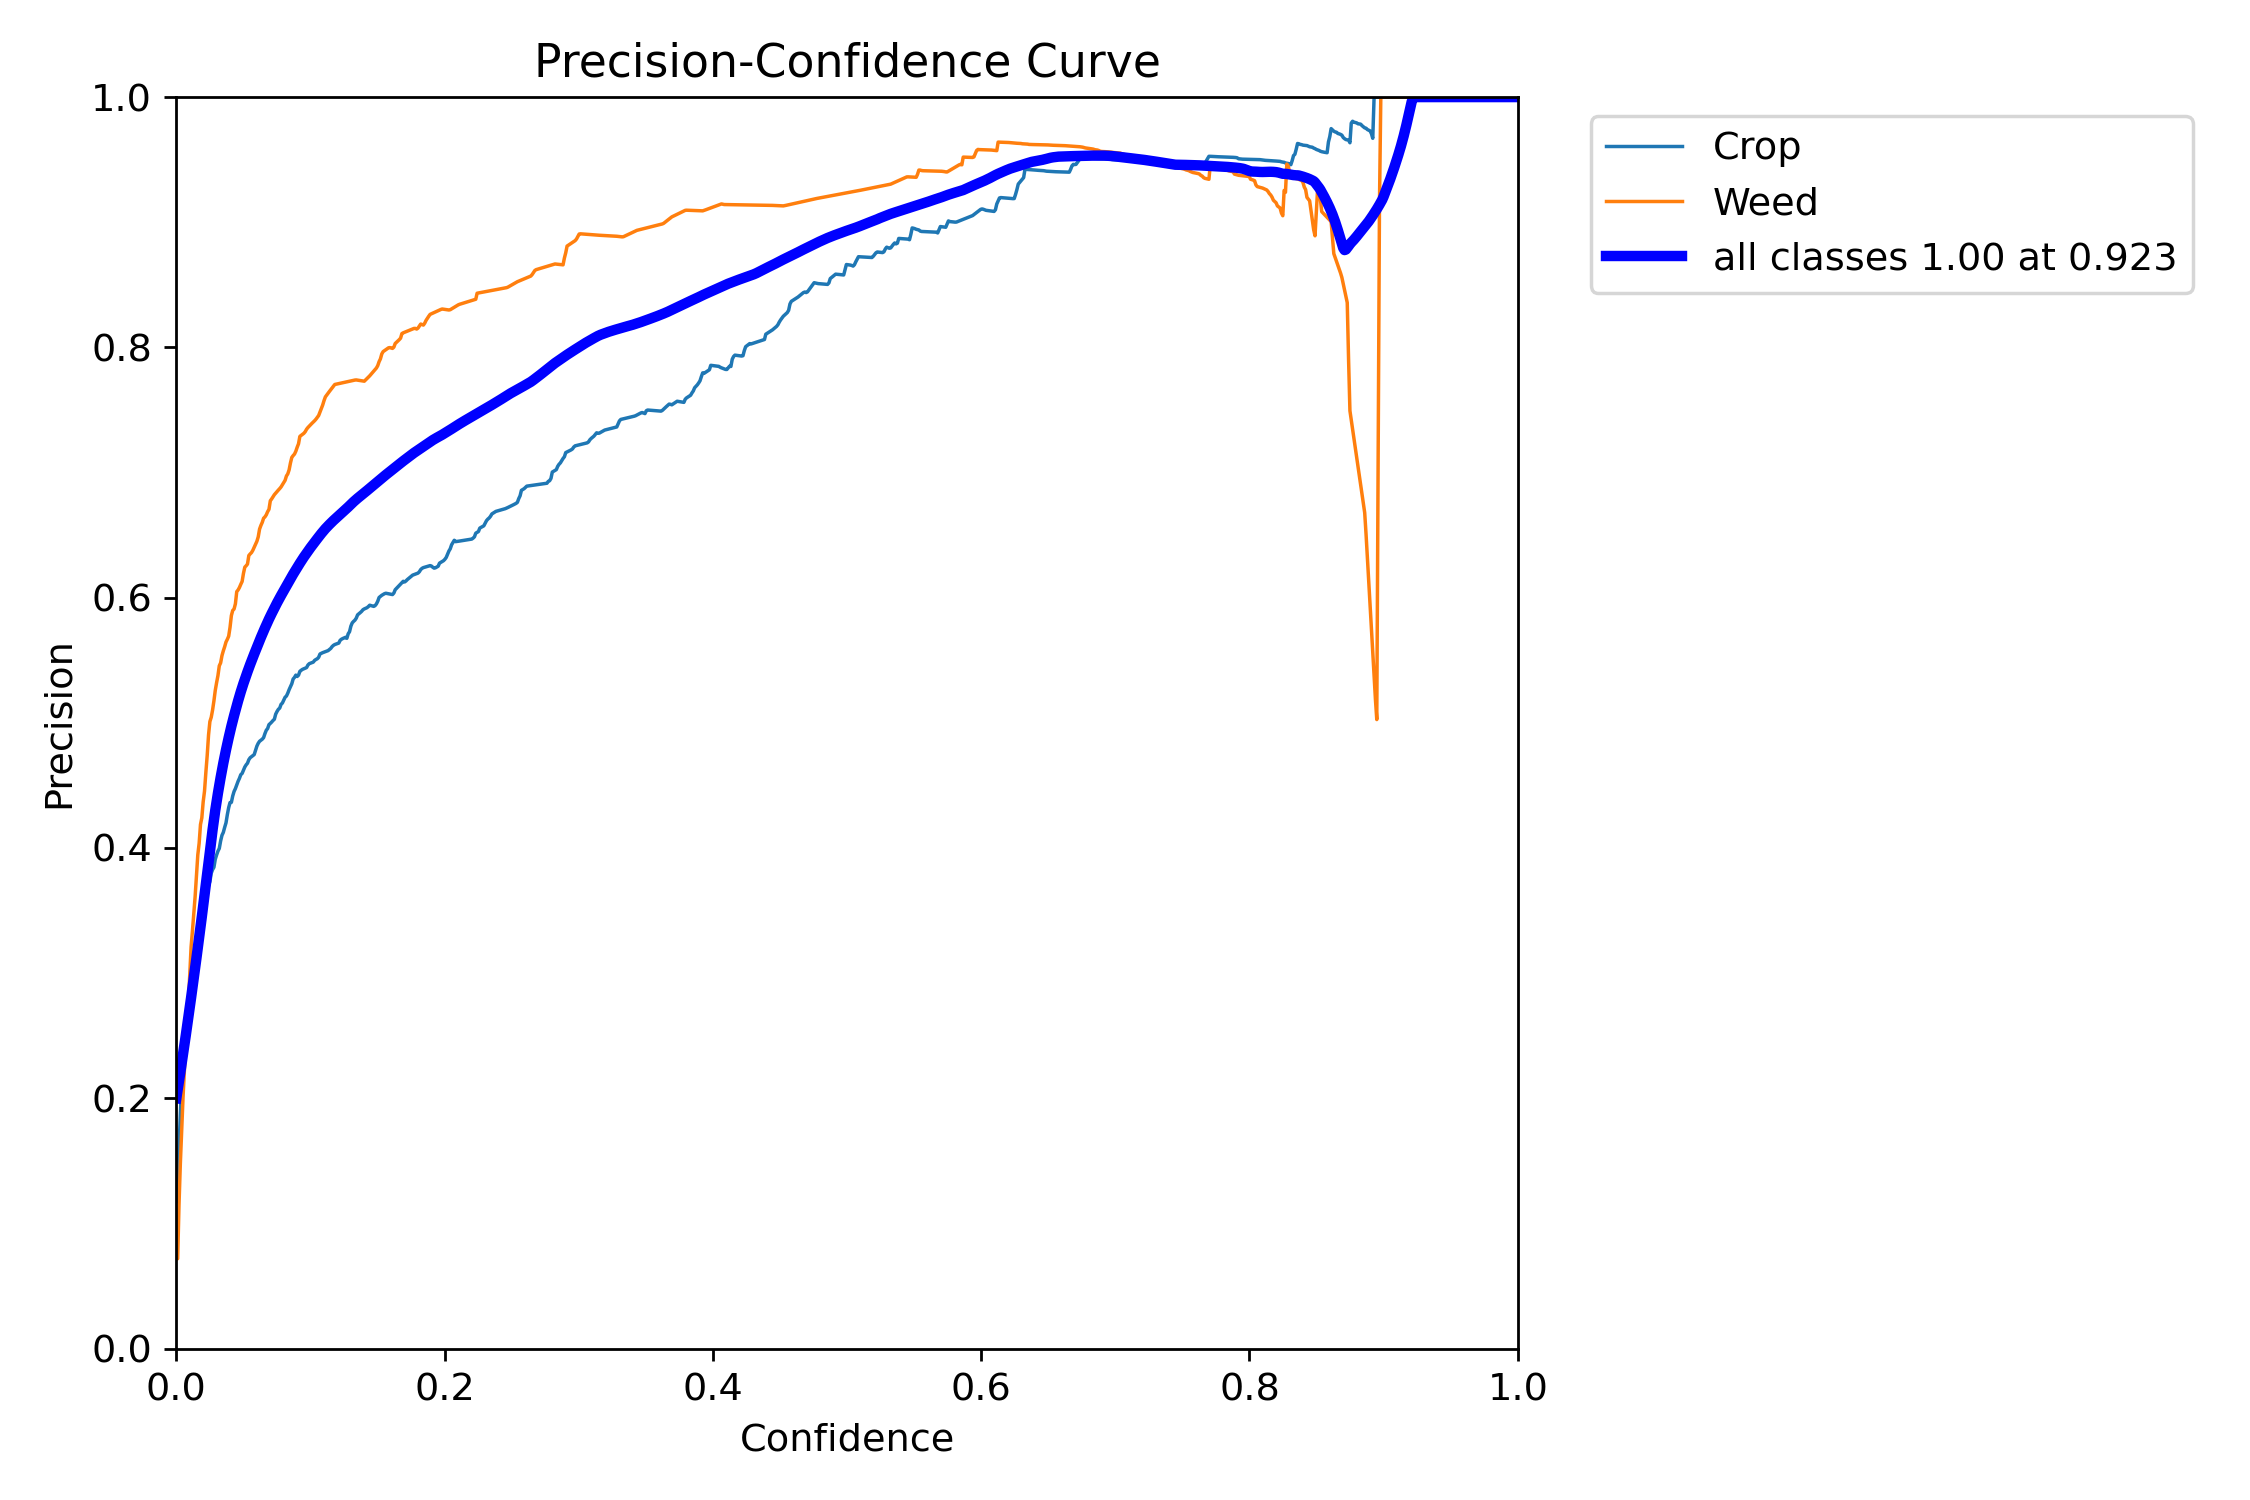 Precision-Confidence Curve
1.0
0.8
0.6
0.4
0.2
0.0
Precision
0.0 0.2 0.4 0.6 0.8 1.0
Confidence
Crop
Weed
all classes 1.00 at 0.923